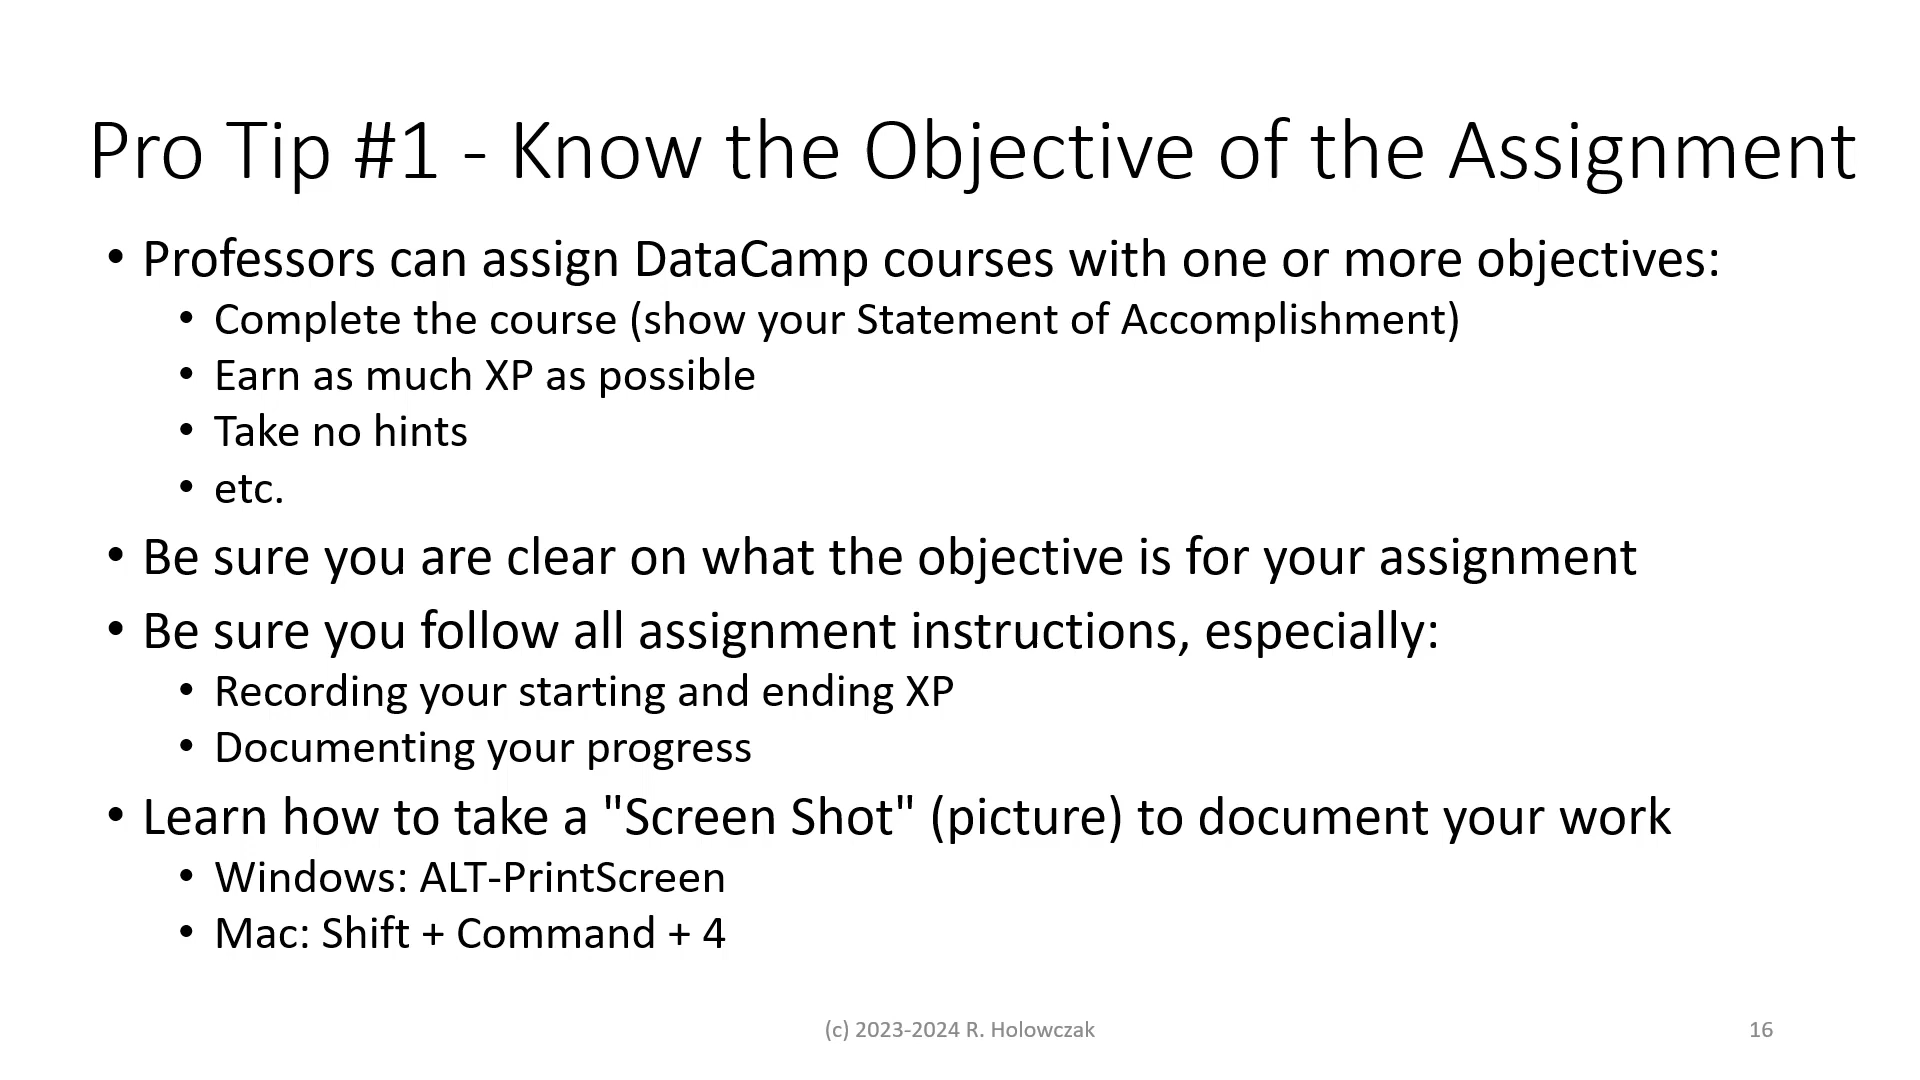 Pro Tip #1 - Know the Objective of the Assignment
• Professors can assign DataCamp courses with one or more objectives:
• Complete the course (show your Statement of Accomplishment)
• Earn as much XP as possible
• Take no hints
• etc.
• Be sure you are clear on what the objective is for your assignment
• Be sure you follow all assignment instructions, especially:
• Recording your starting and ending XP
• Documenting your progress
• Learn how to take a "Screen Shot" (picture) to document your work
• Windows: ALT-PrintScreen
• Mac: Shift + Command + 4
(c) 2023-2024 R. Holowczak
16